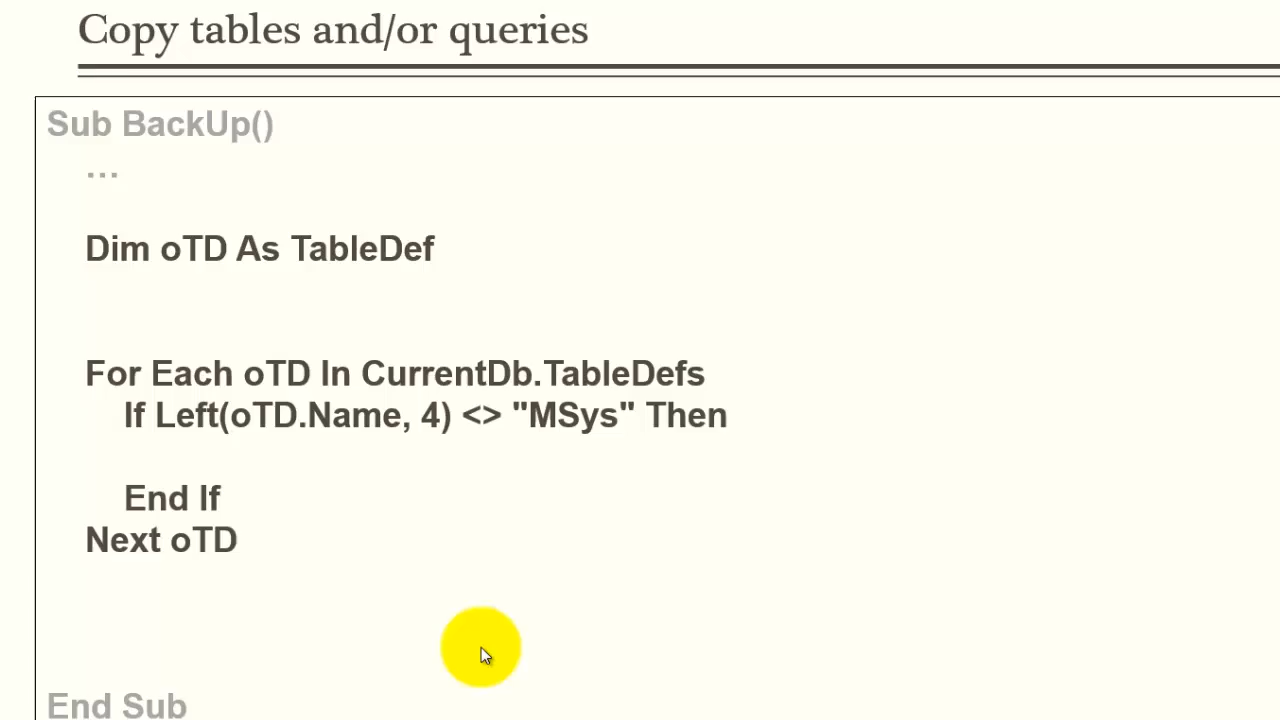 Copy tables and/or queries
Sub BackUp()
...
Dim oTD As TableDef
For Each oTD In CurrentDb.TableDefs
If Left(oTD.Name, 4) <> "MSys" Then
End If
Next oTD
End Sub